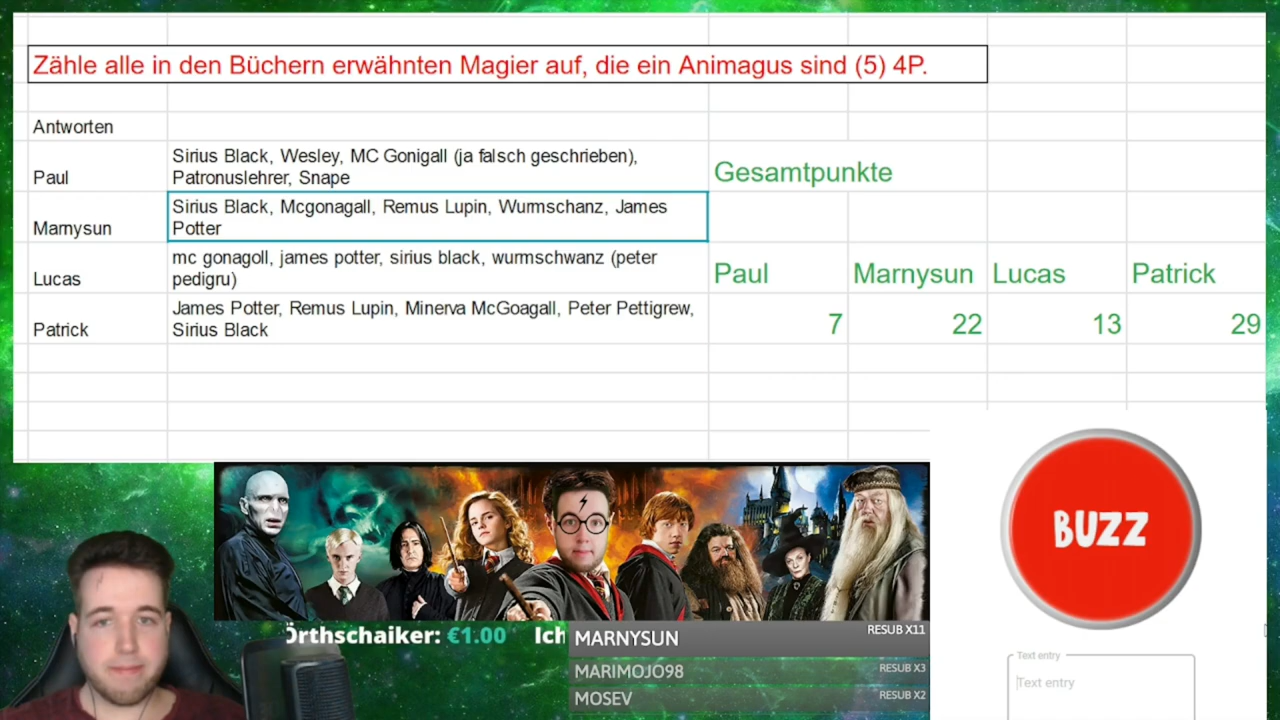 Zähle alle in den Büchern erwähnten Magier auf, die ein Animagus sind (5) 4P.
Antworten
Paul
Sirius Black, Wesley, MC Gonigall (ja falsch geschrieben),
Patronuslehrer, Snape
Gesamtpunkte
Marnysun
Sirius Black, Mcgonagall, Remus Lupin, Wurmschanz, James
Potter
Lucas
mc gonagoll, james potter, sirius black, wurmschwanz (peter
pedigru)
Paul Marnysun Lucas Patrick
Patrick
James Potter, Remus Lupin, Minerva McGoagall, Peter Pettigrew,
Sirius Black
7 22 13 29
BUZZ
Örthschaiker: €1.00 Ich
MARNYSUN RESUB X11
MARIMOJO98 RESUB X3
MOSEV RESUB X2
Text entry
Text entry